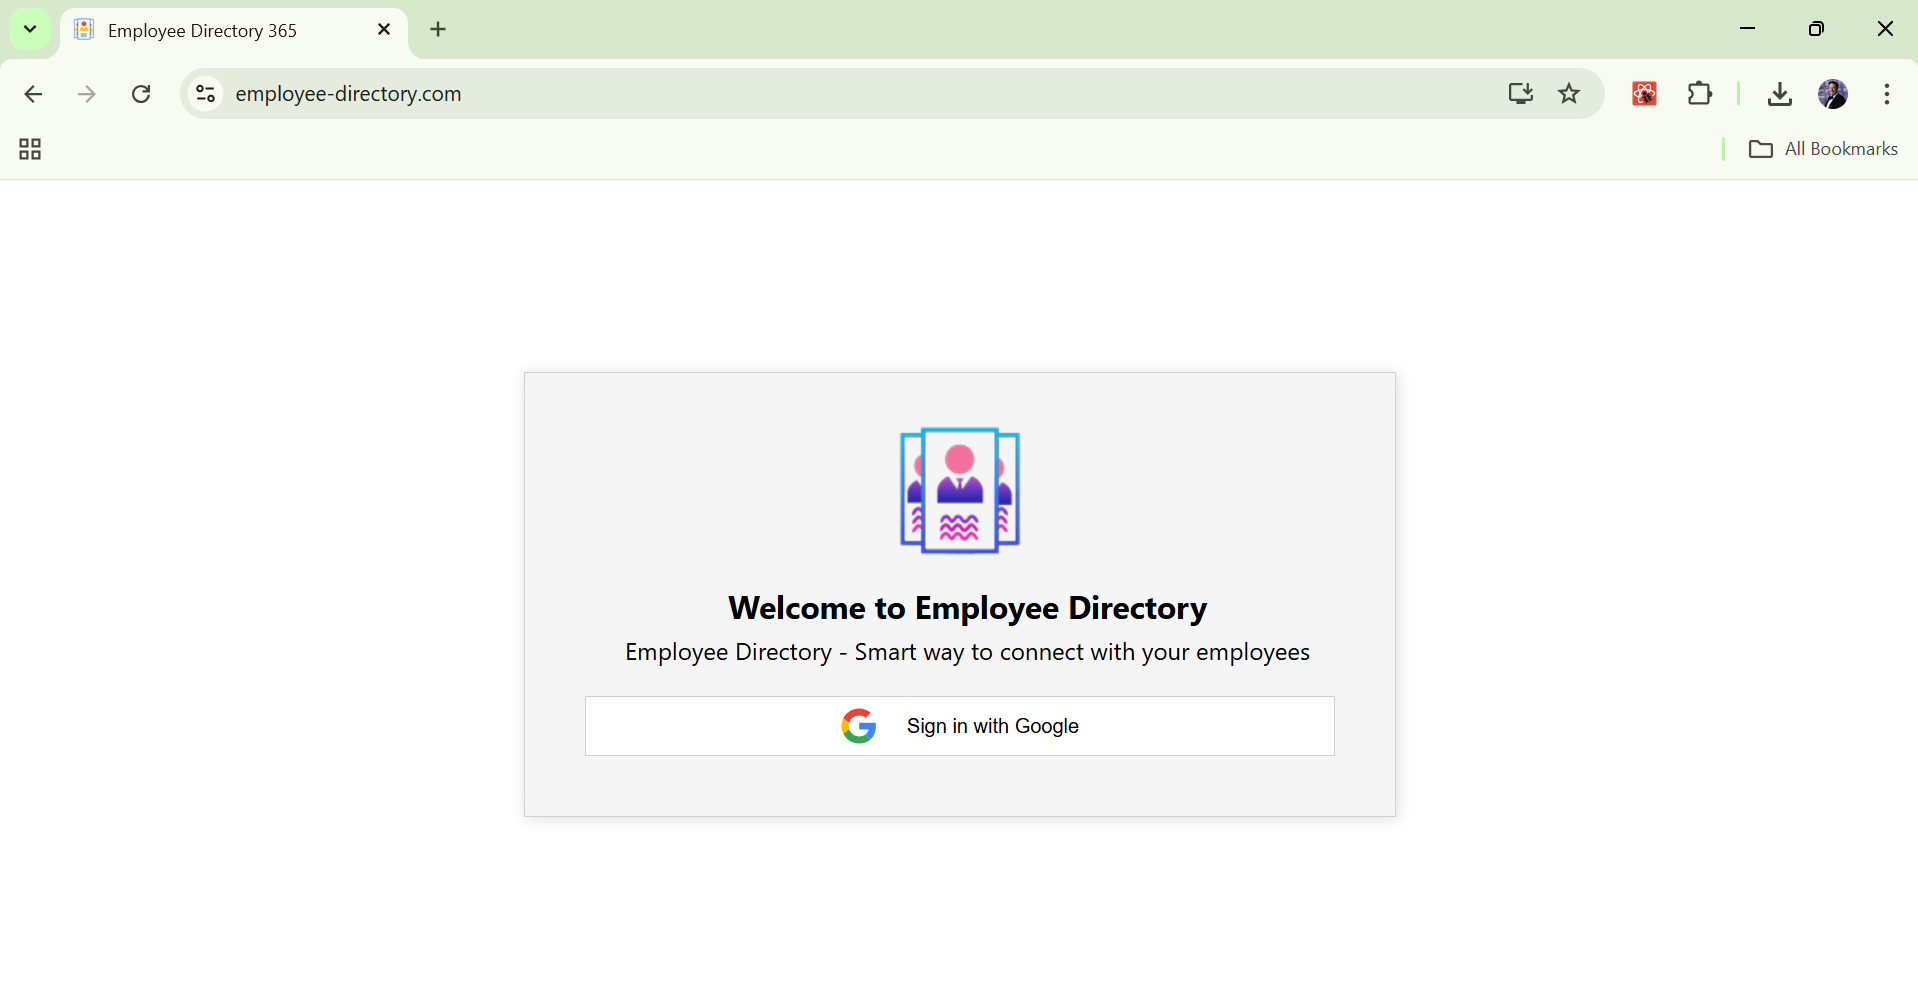 Employee Directory 365
employee-directory.com
All Bookmarks
Welcome to Employee Directory
Employee Directory - Smart way to connect with your employees
Sign in with Google